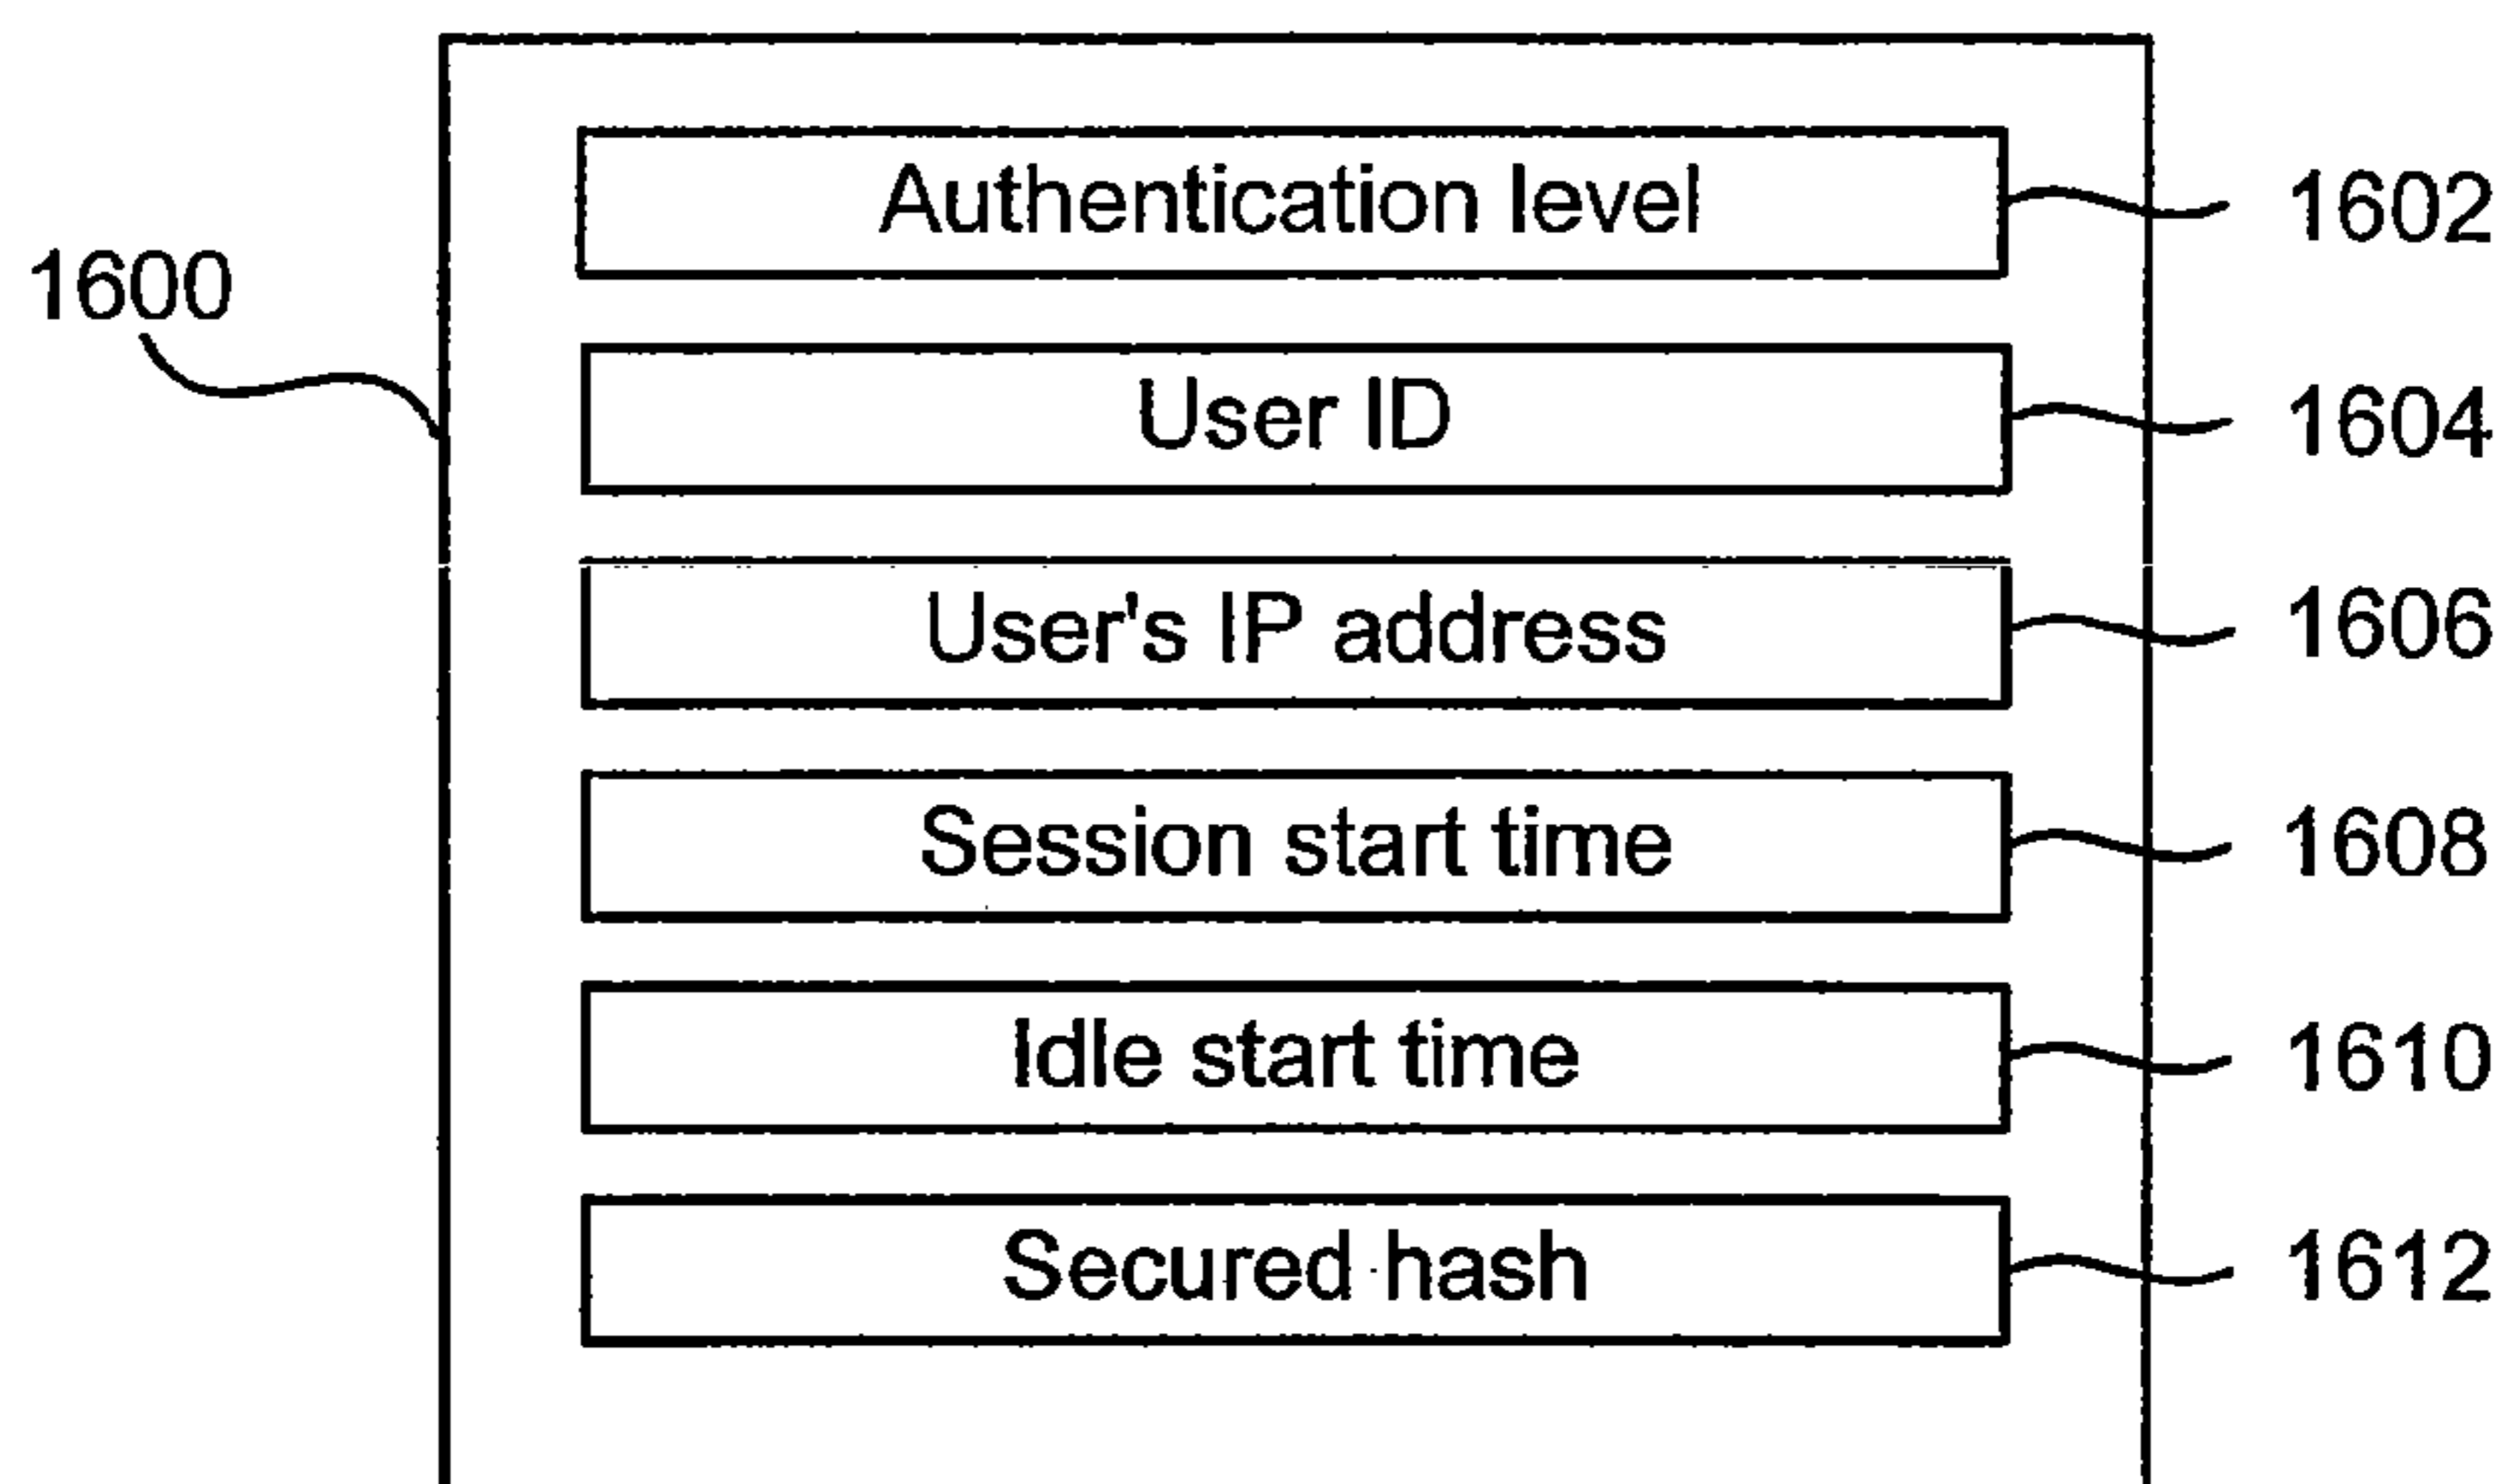 Authentication level 1602
1600
User ID 1604
User's IP address 1606
Session start time 1608
Idle start time 1610
Secured hash 1612